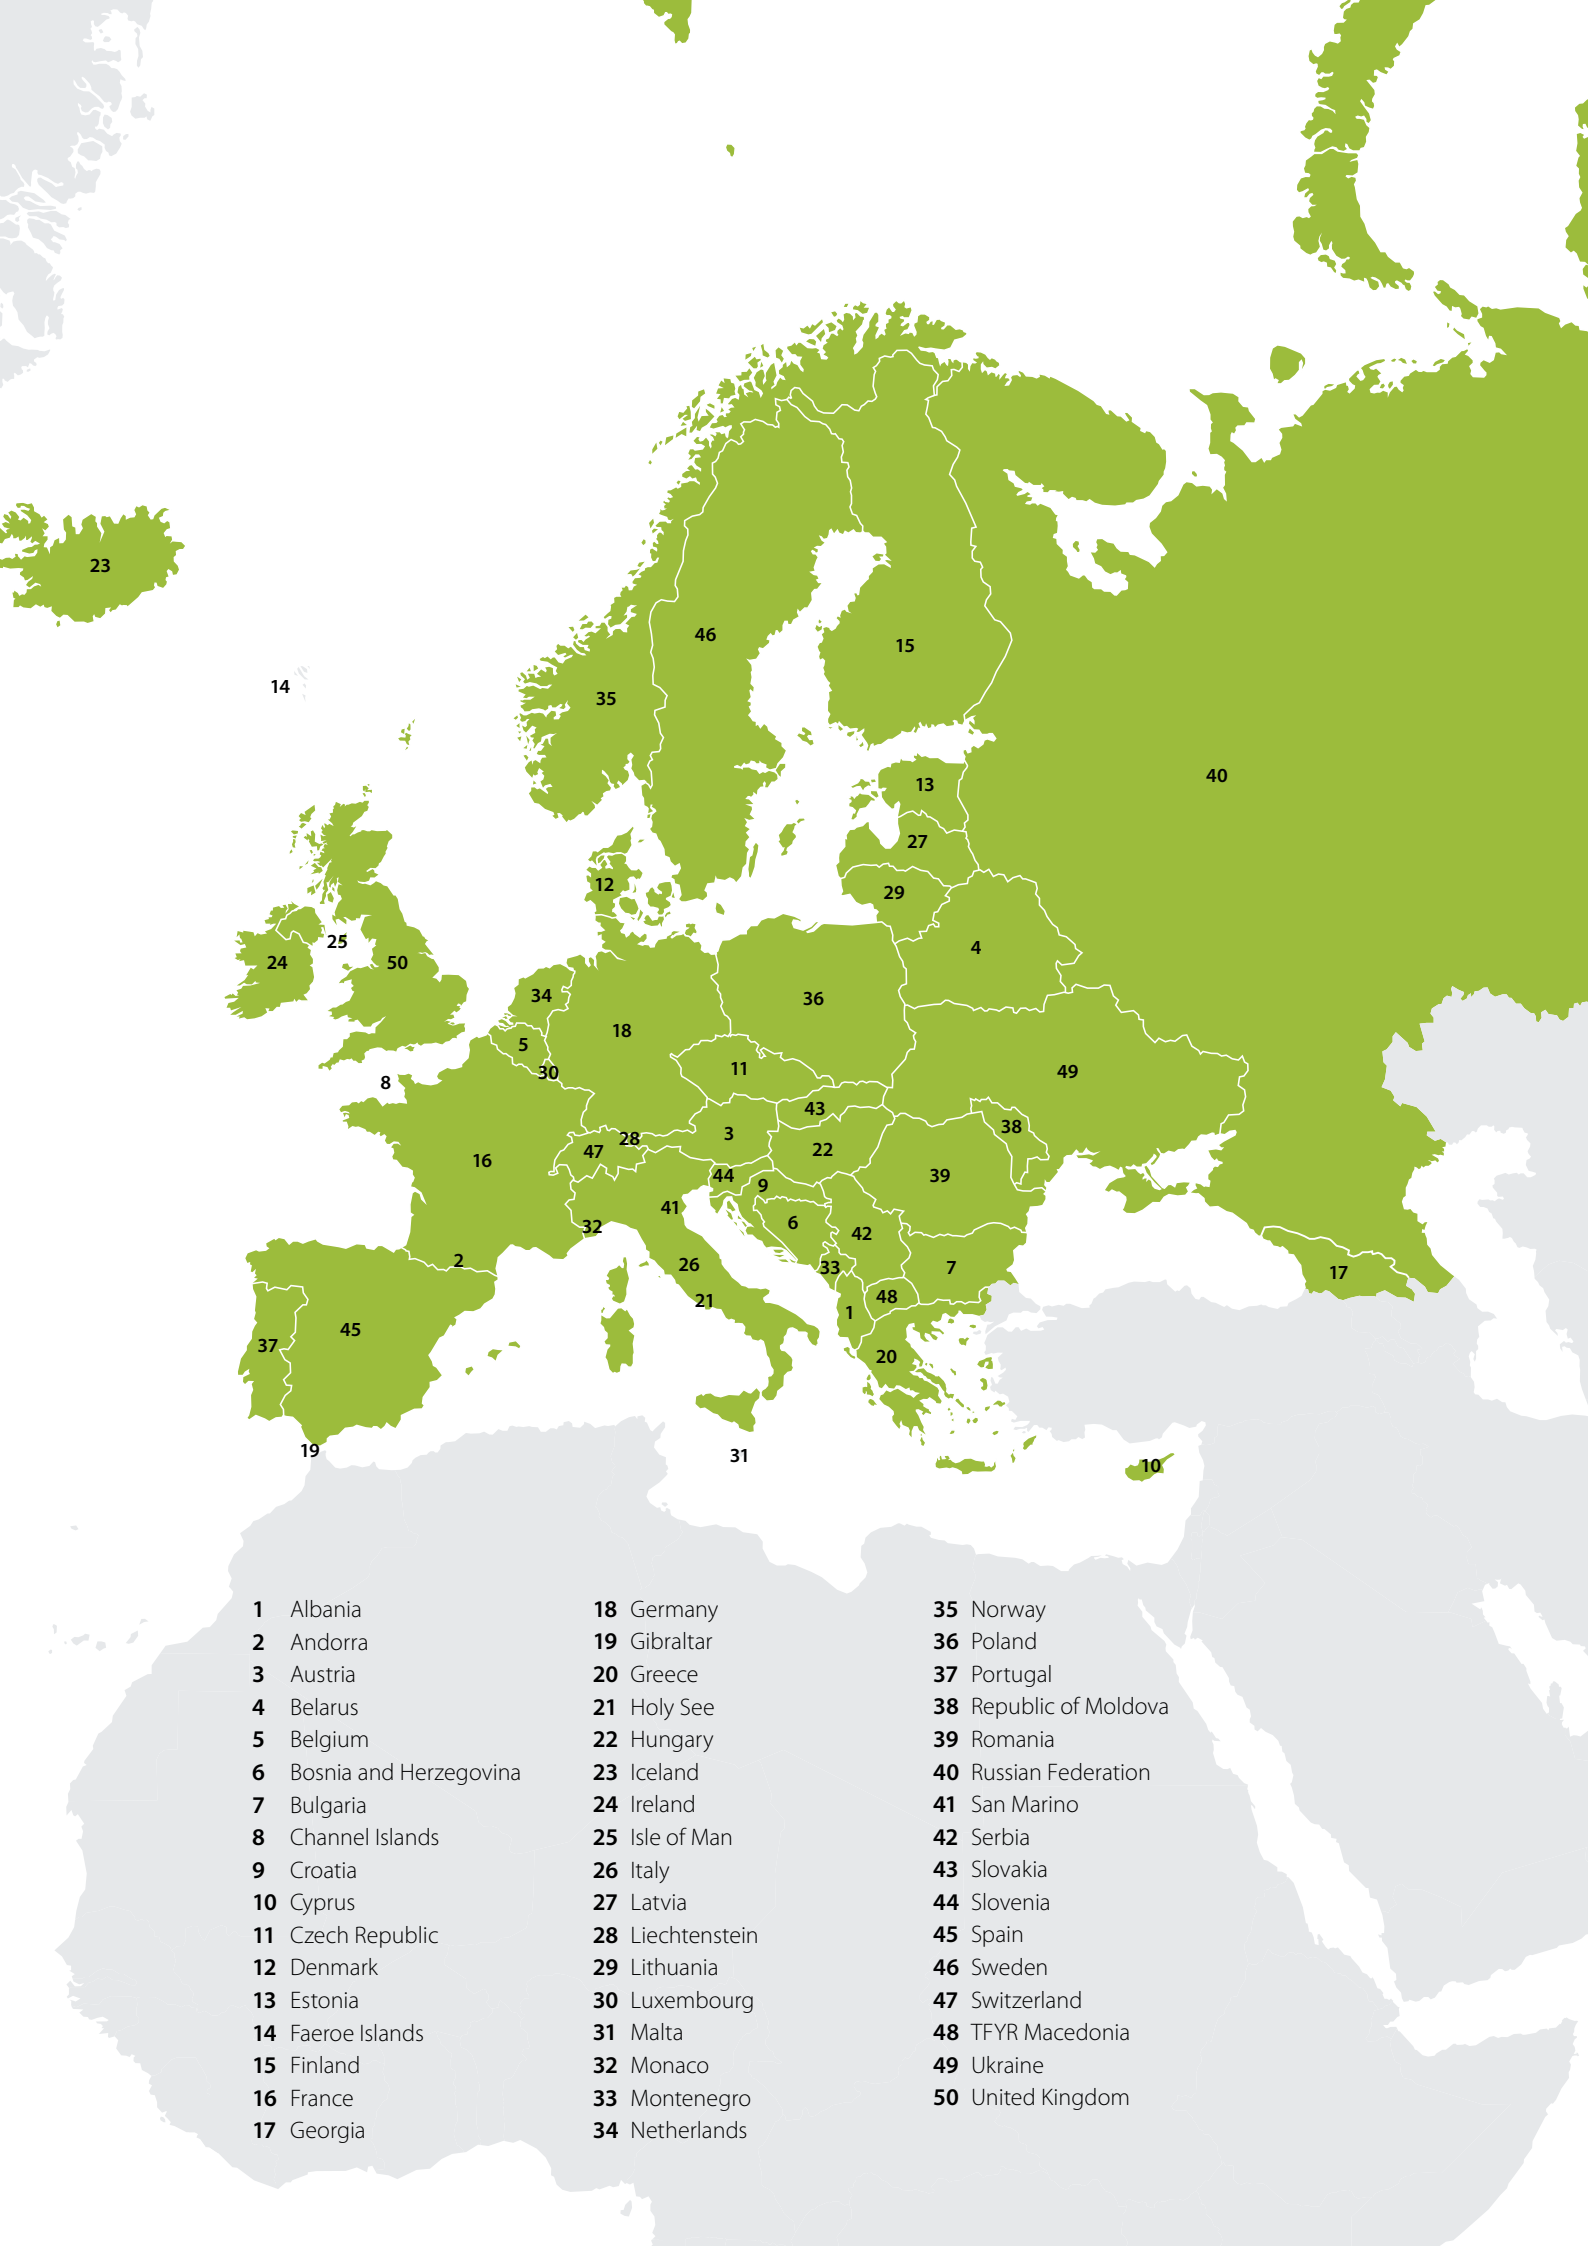 23
46
15
14
35
40
13
27
12
29
25
4
24
50
34
36
18
5
11
30
49
8
43
38
3
28
22
47
16
39
44
9
41
6
32
42
2
26
33
7
17
48
21
1
45
37
20
19
31
10
1 Albania
2 Andorra
3 Austria
4 Belarus
5 Belgium
6 Bosnia and Herzegovina
7 Bulgaria
8 Channel Islands
9 Croatia
10 Cyprus
11 Czech Republic
12 Denmark
13 Estonia
14 Faeroe Islands
15 Finland
16 France
17 Georgia
18 Germany
19 Gibraltar
20 Greece
21 Holy See
22 Hungary
23 Iceland
24 Ireland
25 Isle of Man
26 Italy
27 Latvia
28 Liechtenstein
29 Lithuania
30 Luxembourg
31 Malta
32 Monaco
33 Montenegro
34 Netherlands
35 Norway
36 Poland
37 Portugal
38 Republic of Moldova
39 Romania
40 Russian Federation
41 San Marino
42 Serbia
43 Slovakia
44 Slovenia
45 Spain
46 Sweden
47 Switzerland
48 TFYR Macedonia
49 Ukraine
50 United Kingdom